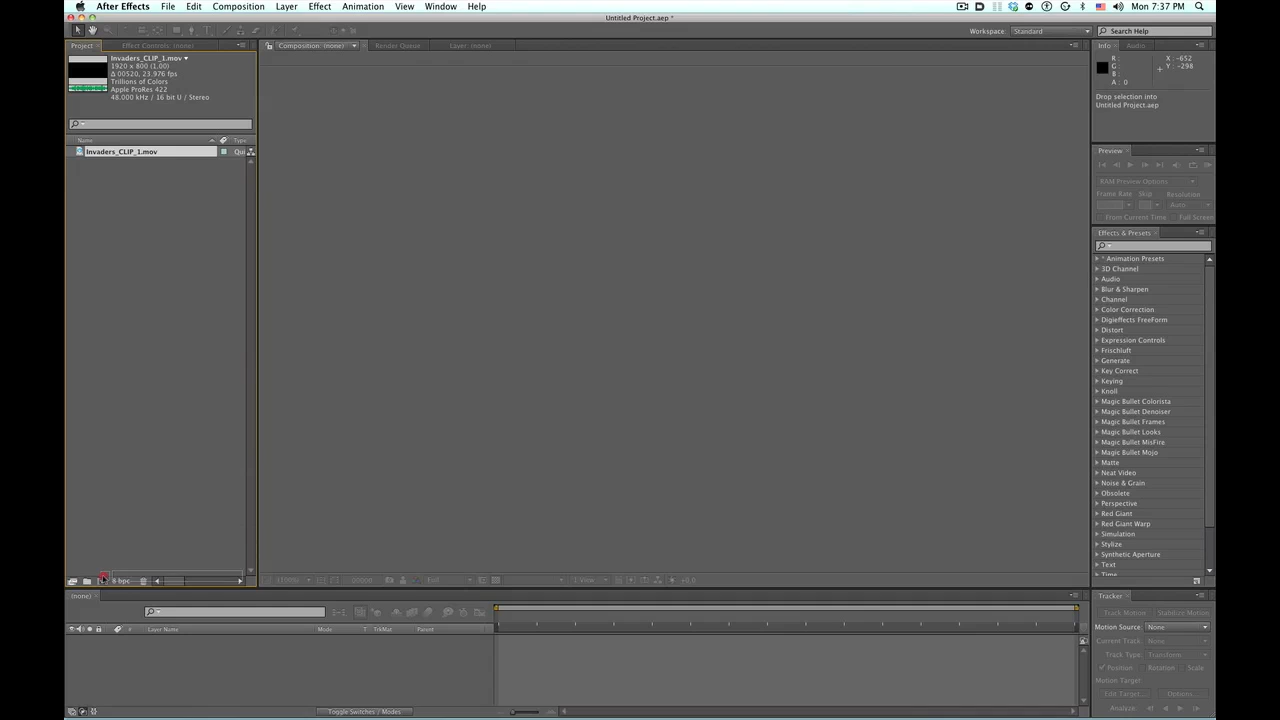 After Effects File Edit Composition Layer Effect Animation View Window Help
Mon 7:37 PM
Untitled Project.aep *
Workspace: Standard
Search Help
Project
Effect Controls: (none)
Composition: (none)
Render Queue
Layer: (none)
Info
Audio
Invaders_CLIP_1.mov
1920 x 800 (1.00)
Δ 00520, 23.976 fps
Trillions of Colors
Apple ProRes 422
48.000 kHz / 16 bit U / Stereo
R :
G :
B :
A : 0
X : -652
Y : -298
Drop selection into
Untitled Project.aep
Name
Type
Invaders_CLIP_1.mov
Qui
Preview
RAM Preview Options
Frame Rate Skip Resolution
Auto
From Current Time Full Screen
Effects & Presets
* Animation Presets
3D Channel
Audio
Blur & Sharpen
Channel
Color Correction
Digieffects FreeForm
Distort
Expression Controls
Frischluft
Generate
Key Correct
Keying
Knoll
Magic Bullet Colorista
Magic Bullet Denoiser
Magic Bullet Frames
Magic Bullet Looks
Magic Bullet MisFire
Magic Bullet Mojo
Matte
Neat Video
Noise & Grain
Obsolete
Perspective
Red Giant
Red Giant Warp
Simulation
Stylize
Synthetic Aperture
Text
Time
8 bpc
00000
Full
1 View
+0.0
(none)
Layer Name
Mode
T TrkMat
Parent
Toggle Switches / Modes
Tracker
Track Motion Stabilize Motion
Motion Source: None
Current Track: None
Track Type: Transform
Position Rotation Scale
Motion Target:
Edit Target... Options...
Analyze: